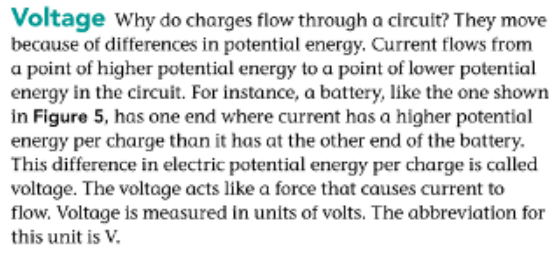 Voltage Why do charges flow through a circuit? They move
because of differences in potential energy. Current flows from
a point of higher potential energy to a point of lower potential
energy in the circuit. For instance, a battery, like the one shown
in Figure 5, has one end where current has a higher potential
energy per charge than it has at the other end of the battery.
This difference in electric potential energy per charge is called
voltage. The voltage acts like a force that causes current to
flow. Voltage is measured in units of volts. The abbreviation for
this unit is V.